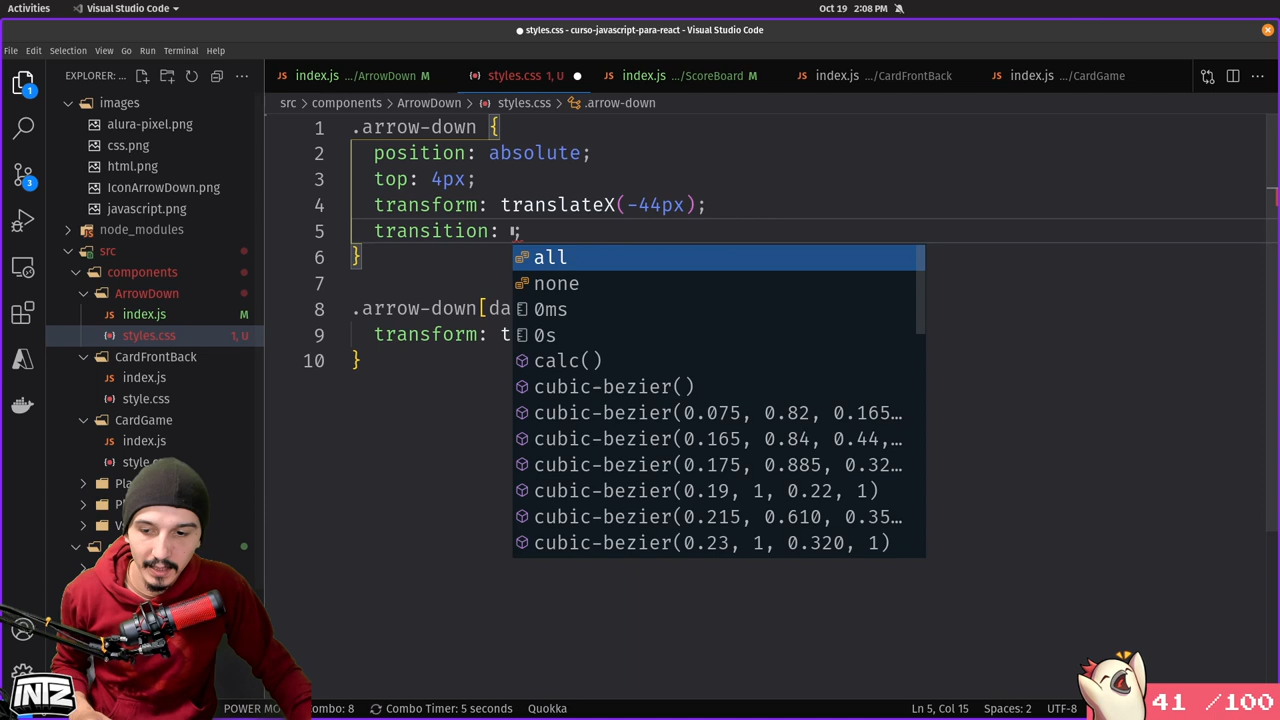 Activities
Visual Studio Code
Oct 19 2:08 PM
styles.css - curso-javascript-para-react - Visual Studio Code
File Edit Selection View Go Run Terminal Help
EXPLORER: ...
index.js .../ArrowDown M
styles.css 1, U
index.js .../ScoreBoard M
index.js .../CardFrontBack
index.js .../CardGame
src > components > ArrowDown > styles.css > .arrow-down
images
alura-pixel.png
css.png
html.png
IconArrowDown.png
javascript.png
node_modules
src
components
ArrowDown
index.js
styles.css 1, U
CardFrontBack
index.js
style.css
CardGame
index.js
1 .arrow-down {
2 position: absolute;
3 top: 4px;
4 transform: translateX(-44px);
5 transition: ;
6 }
7
8 .arrow-down[da
9 transform: t
10 }
all
none
0ms
0s
calc()
cubic-bezier()
cubic-bezier(0.075, 0.82, 0.165…
cubic-bezier(0.165, 0.84, 0.44,…
cubic-bezier(0.175, 0.885, 0.32…
cubic-bezier(0.19, 1, 0.22, 1)
cubic-bezier(0.215, 0.610, 0.35…
cubic-bezier(0.23, 1, 0.320, 1)
1
3
INTZ
POWER
Combo Timer: 5 seconds
Quokka
Ln 5, Col 15
Spaces: 2
UTF-8
41 /100